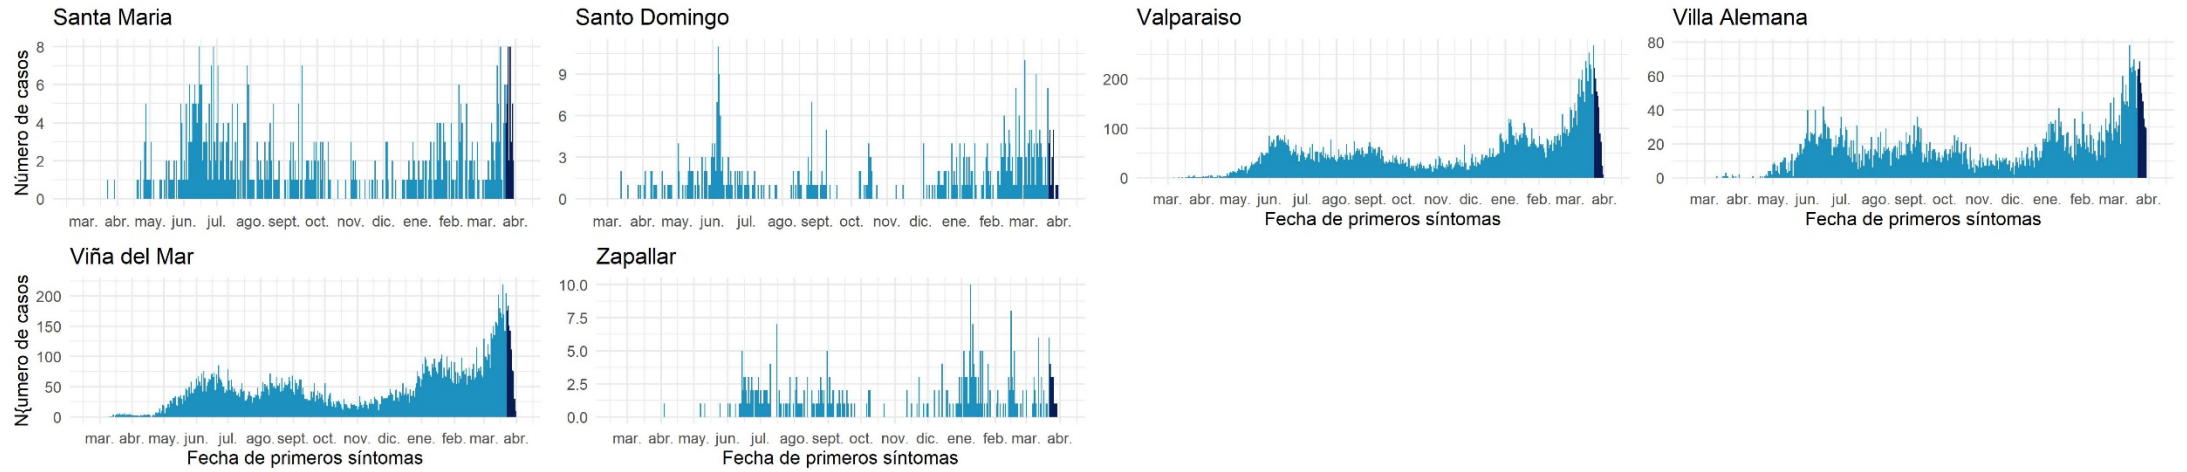 Santa Maria
Número de casos
8
6
4
2
0
mar. abr. may. jun. jul. ago. sept. oct. nov. dic. ene. feb. mar. abr.
Santo Domingo
9
6
3
0
mar. abr. may. jun. jul. ago. sept. oct. nov. dic. ene. feb. mar. abr.
Valparaiso
200
100
0
mar. abr. may. jun. jul. ago. sept. oct. nov. dic. ene. feb. mar. abr.
Fecha de primeros síntomas
Villa Alemana
80
60
40
20
0
mar. abr. may. jun. jul. ago. sept. oct. nov. dic. ene. feb. mar. abr.
Fecha de primeros síntomas
Viña del Mar
N{umero de casos
200
150
100
50
0
mar. abr. may. jun. jul. ago. sept. oct. nov. dic. ene. feb. mar. abr.
Fecha de primeros síntomas
Zapallar
10.0
7.5
5.0
2.5
0.0
mar. abr. may. jun. jul. ago. sept. oct. nov. dic. ene. feb. mar. abr.
Fecha de primeros síntomas